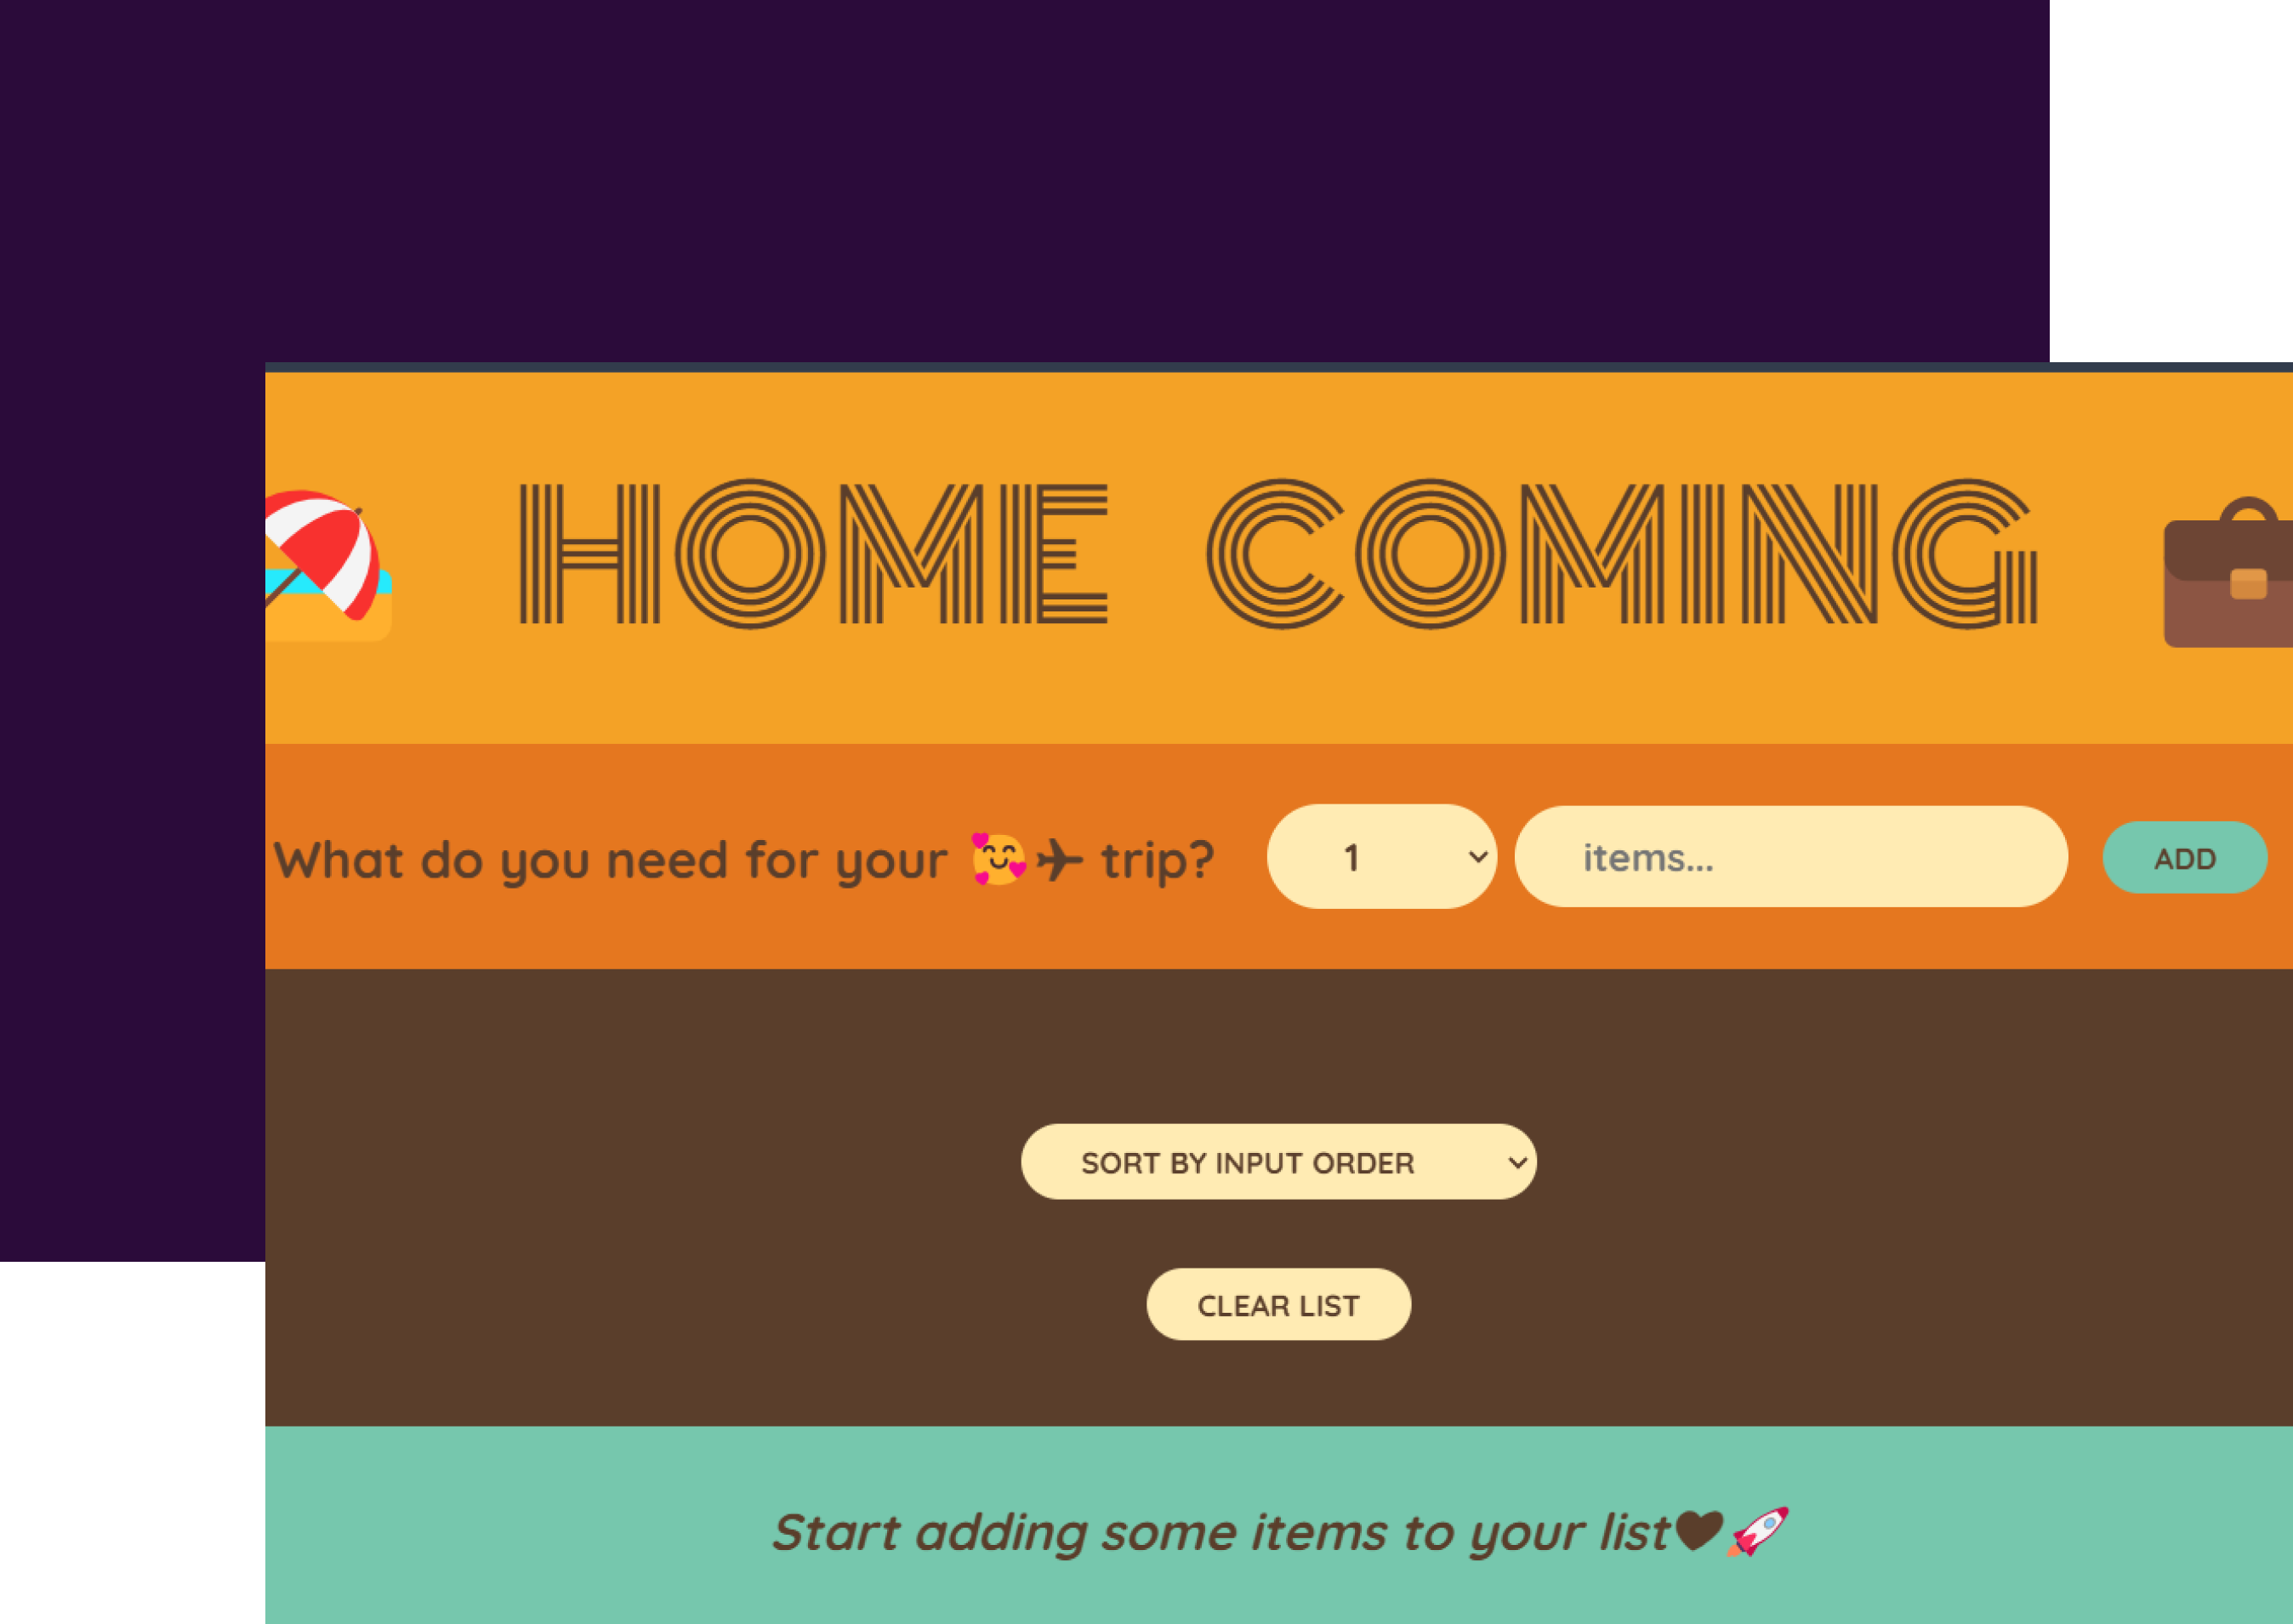 HOME COMING
What do you need for your 🥰✈ trip? 1 items... ADD
SORT BY INPUT ORDER
CLEAR LIST
Start adding some items to your list🖤🚀